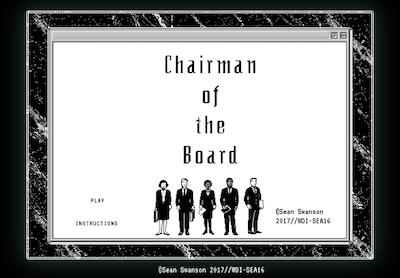 Chairman
of
the
Board
PLAY
INSTRUCTIONS
©Sean Swanson
2017//WDI-SEA16
©Sean Swanson 2017//WDI-SEA16